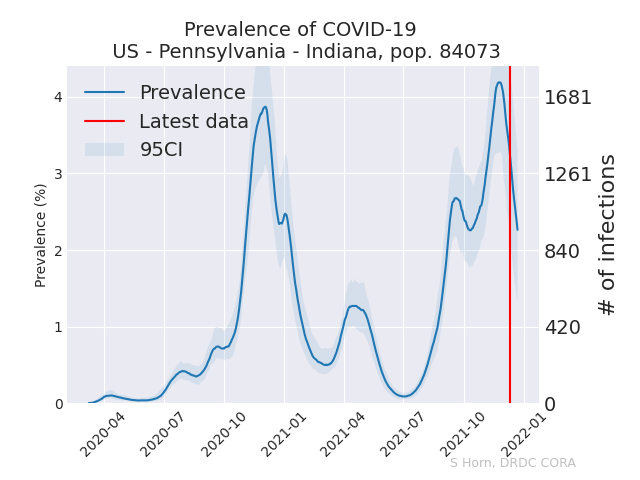 Prevalence of COVID-19
US - Pennsylvania - Indiana, pop. 84073
Prevalence
Latest data
95CI
Prevalence (%)
4
3
2
1
0
1681
1261
840
420
0
# of infections
2020-04
2020-07
2020-10
2021-01
2021-04
2021-07
2021-10
2022-01
S Horn, DRDC CORA